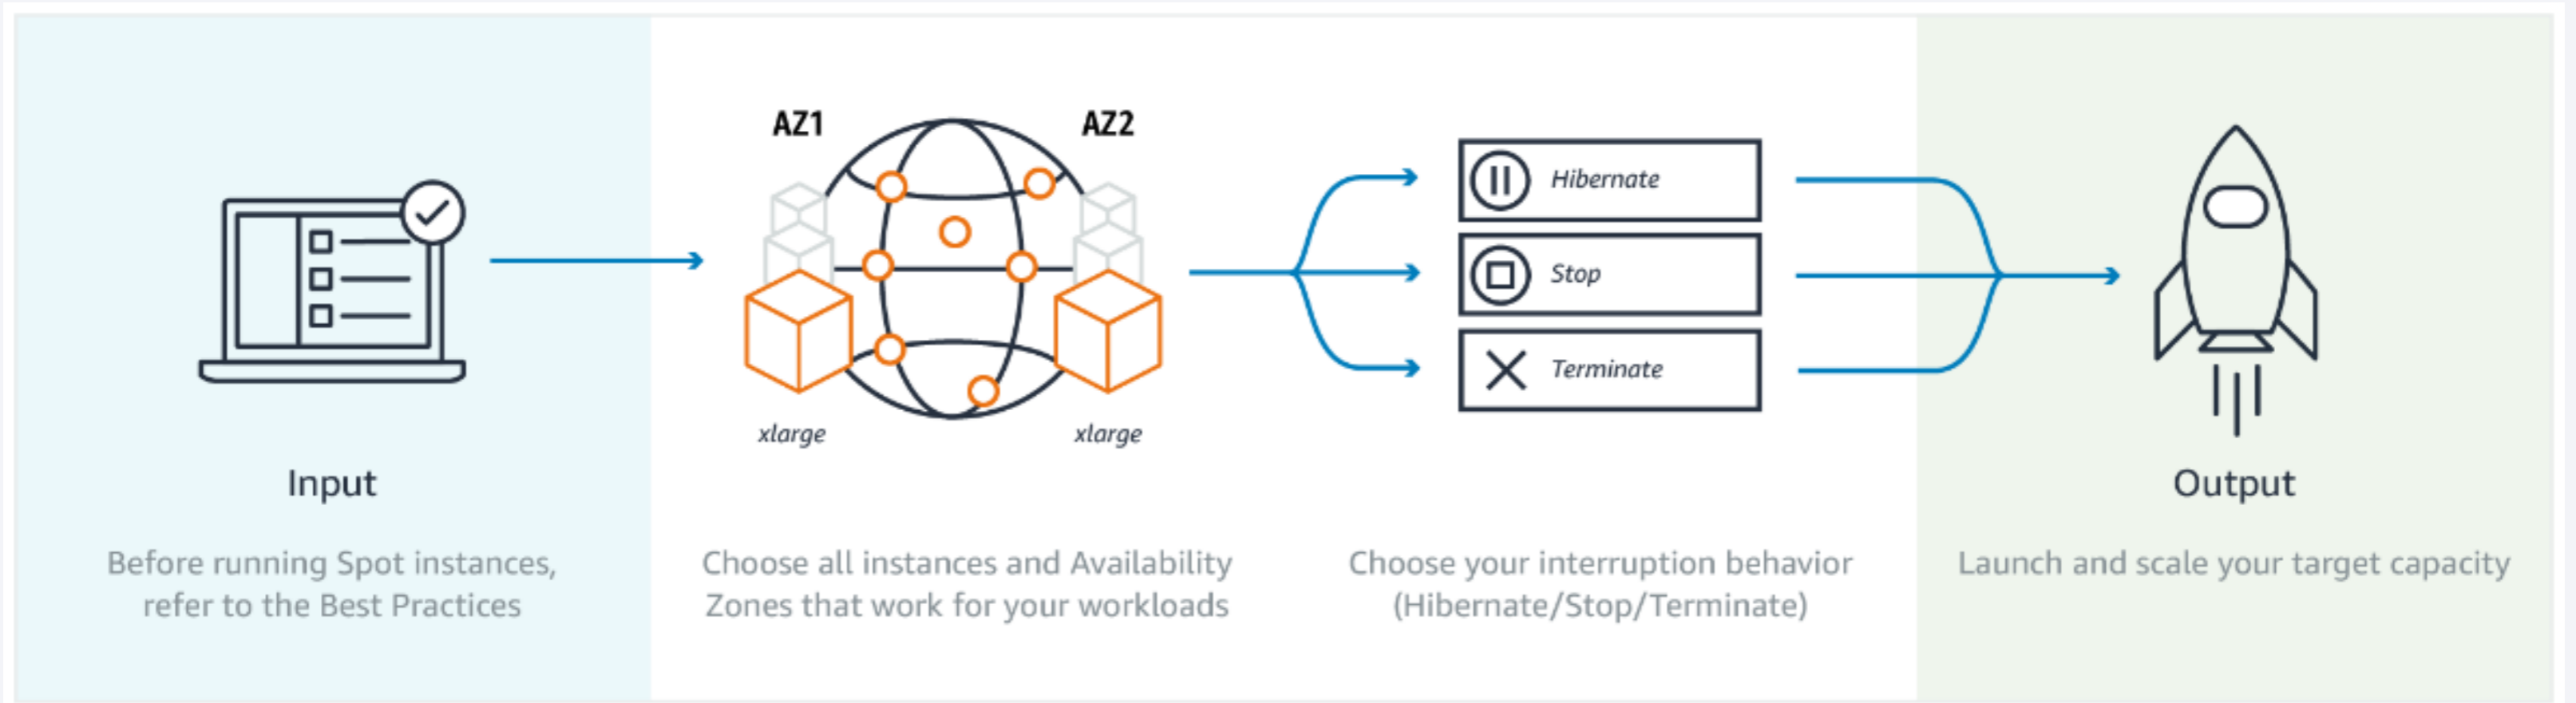 AZ1
AZ2
xlarge
xlarge
Hibernate
Stop
Terminate
Input
Before running Spot instances,
refer to the Best Practices
Choose all instances and Availability
Zones that work for your workloads
Choose your interruption behavior
(Hibernate/Stop/Terminate)
Output
Launch and scale your target capacity